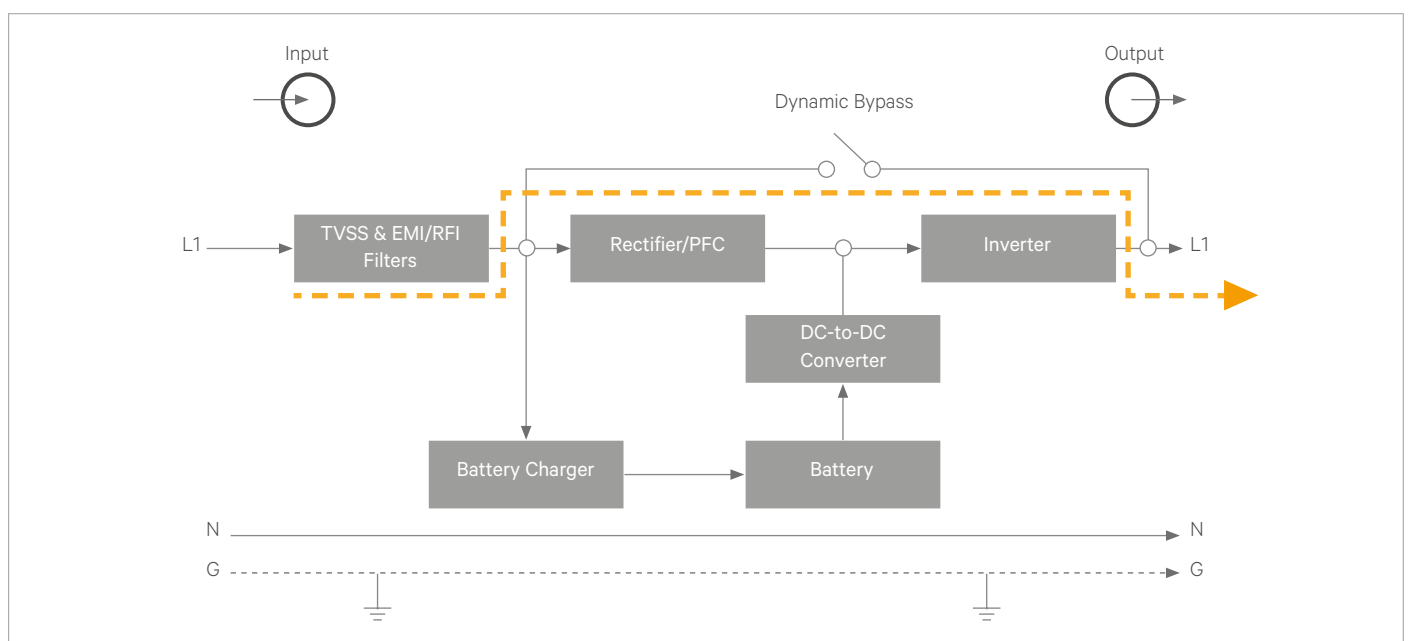 Input
Output
Dynamic Bypass
L1
TVSS & EMI/RFI
Filters
Rectifier/PFC
Inverter
L1
DC-to-DC
Converter
Battery Charger
Battery
N
N
G
G